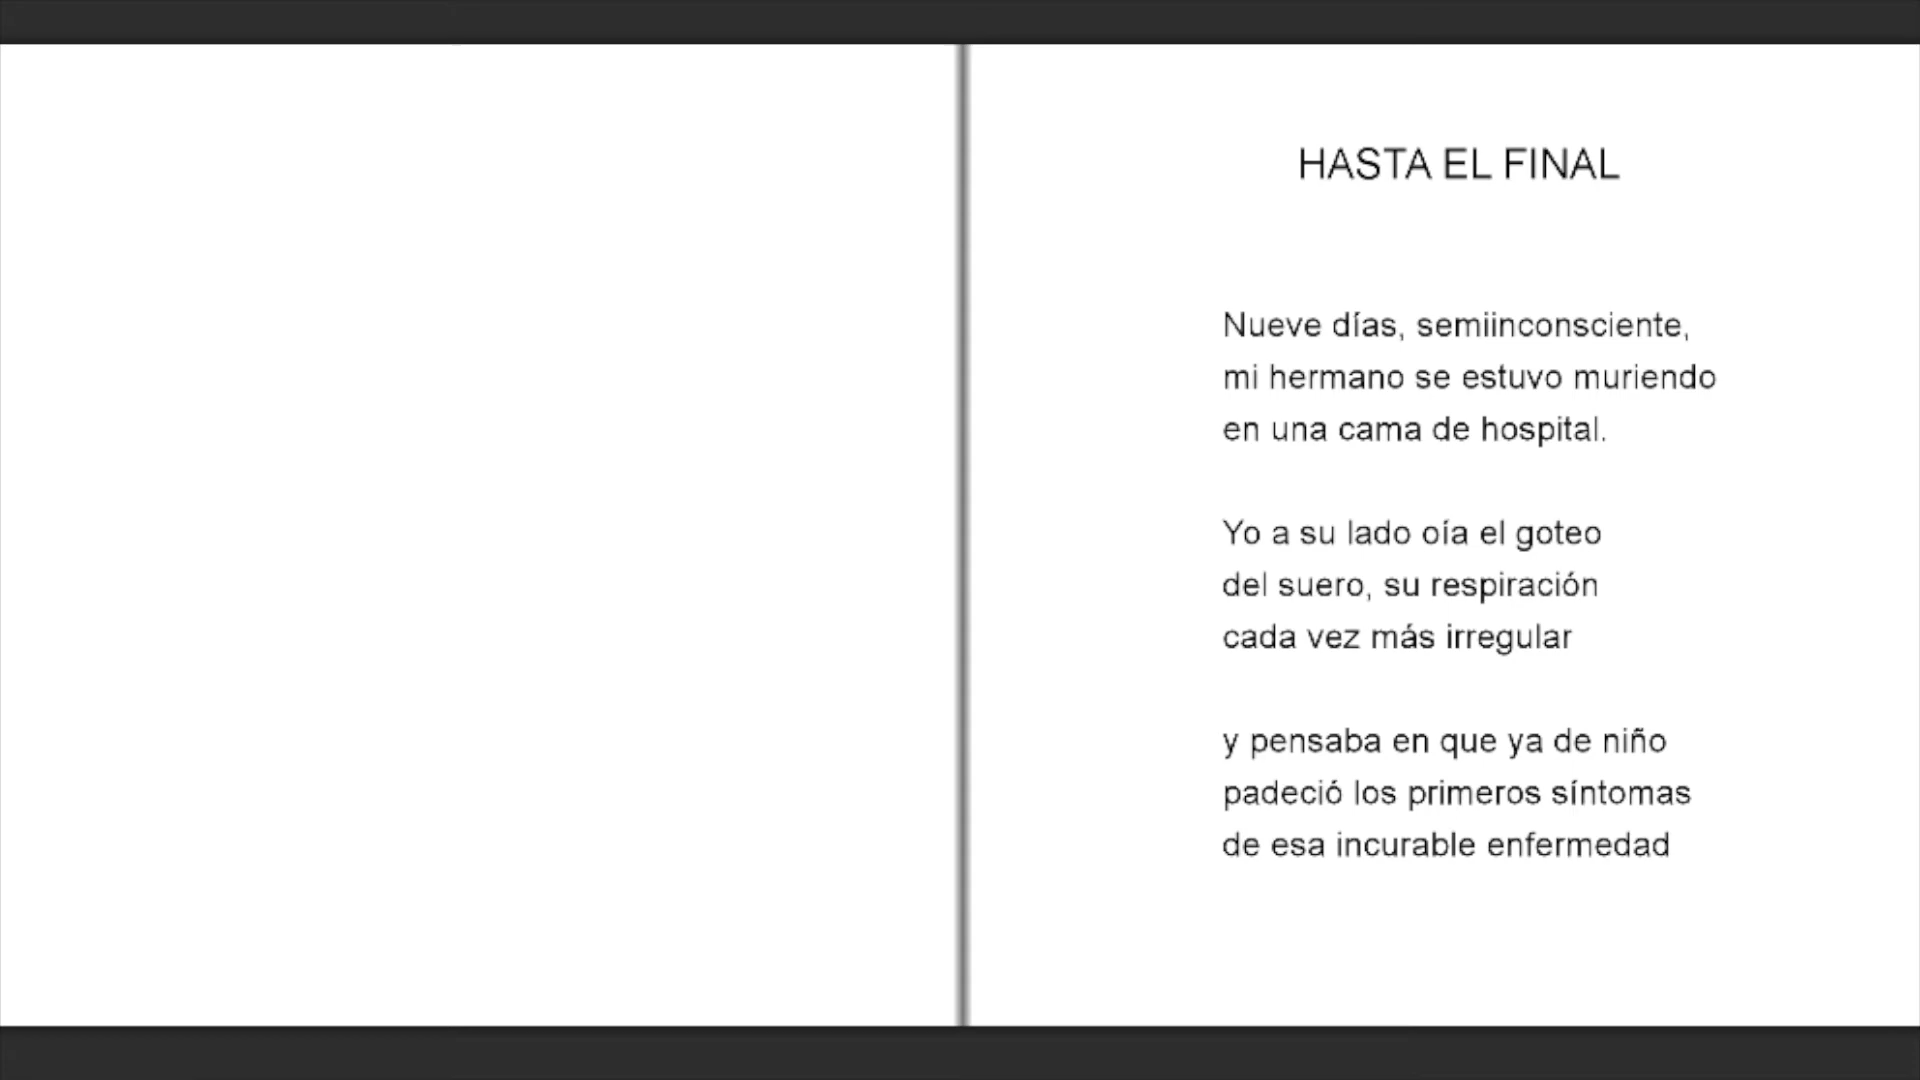 HASTA EL FINAL
Nueve días, semiinconsciente,
mi hermano se estuvo muriendo
en una cama de hospital.
Yo a su lado oía el goteo
del suero, su respiración
cada vez más irregular
y pensaba en que ya de niño
padeció los primeros síntomas
de esa incurable enfermedad